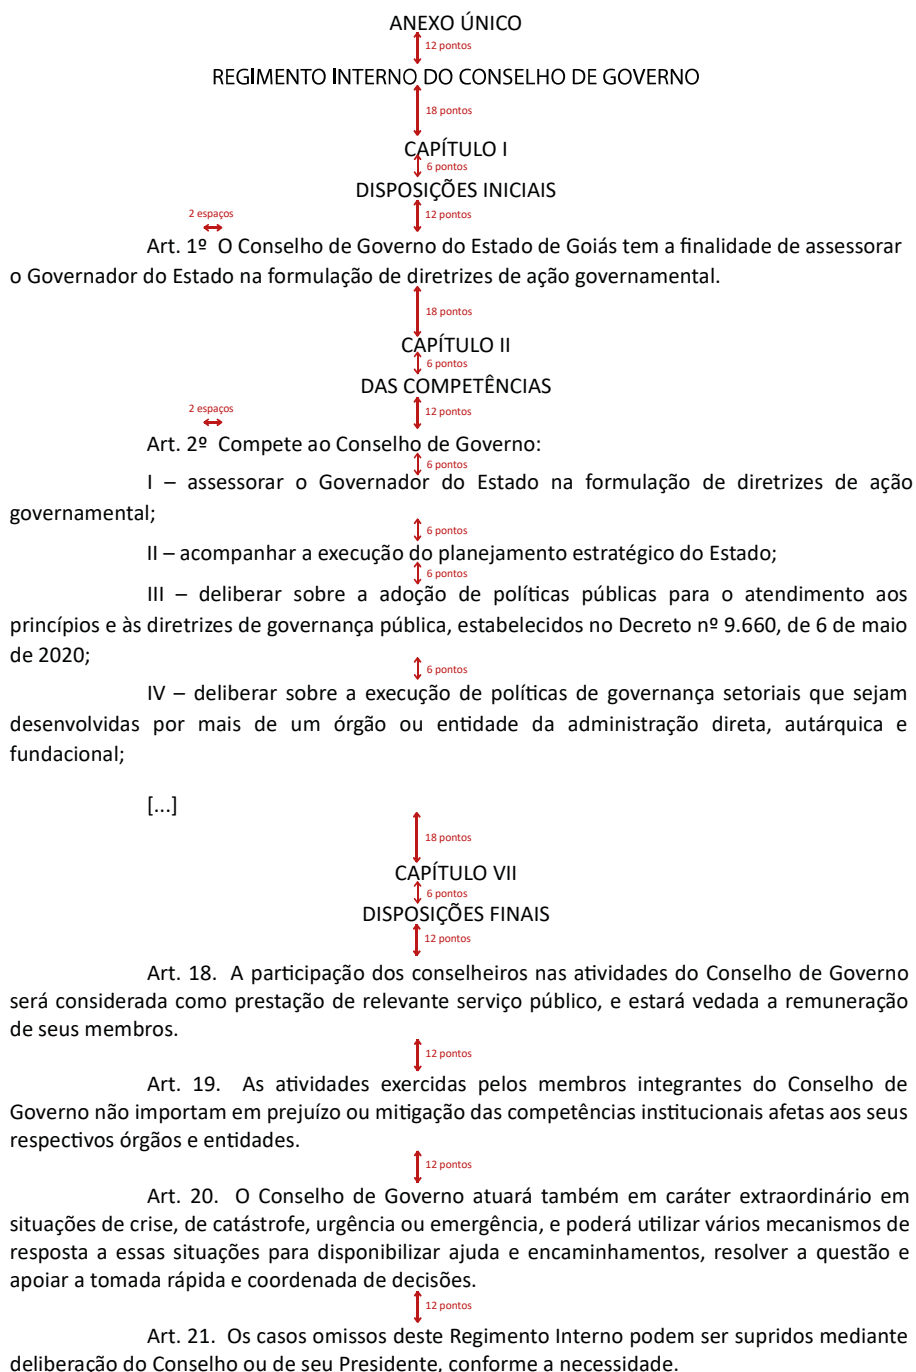 ANEXO ÚNICO
12 pontos
REGIMENTO INTERNO DO CONSELHO DE GOVERNO
18 pontos
CAPÍTULO I
6 pontos
DISPOSIÇÕES INICIAIS
2 espaços
12 pontos
Art. 1º  O Conselho de Governo do Estado de Goiás tem a finalidade de assessorar
o Governador do Estado na formulação de diretrizes de ação governamental.
18 pontos
CAPÍTULO II
6 pontos
DAS COMPETÊNCIAS
2 espaços
12 pontos
Art. 2º  Compete ao Conselho de Governo:
6 pontos
I – assessorar o Governador do Estado na formulação de diretrizes de ação
governamental;
6 pontos
II – acompanhar a execução do planejamento estratégico do Estado;
6 pontos
III – deliberar sobre a adoção de políticas públicas para o atendimento aos
princípios e às diretrizes de governança pública, estabelecidos no Decreto nº 9.660, de 6 de maio
de 2020;
6 pontos
IV – deliberar sobre a execução de políticas de governança setoriais que sejam
desenvolvidas por mais de um órgão ou entidade da administração direta, autárquica e
fundacional;
[...]
18 pontos
CAPÍTULO VII
6 pontos
DISPOSIÇÕES FINAIS
12 pontos
Art. 18.  A participação dos conselheiros nas atividades do Conselho de Governo
será considerada como prestação de relevante serviço público, e estará vedada a remuneração
de seus membros.
12 pontos
Art. 19.  As atividades exercidas pelos membros integrantes do Conselho de
Governo não importam em prejuízo ou mitigação das competências institucionais afetas aos seus
respectivos órgãos e entidades.
12 pontos
Art. 20.  O Conselho de Governo atuará também em caráter extraordinário em
situações de crise, de catástrofe, urgência ou emergência, e poderá utilizar vários mecanismos de
resposta a essas situações para disponibilizar ajuda e encaminhamentos, resolver a questão e
apoiar a tomada rápida e coordenada de decisões.
12 pontos
Art. 21.  Os casos omissos deste Regimento Interno podem ser supridos mediante
deliberação do Conselho ou de seu Presidente, conforme a necessidade.